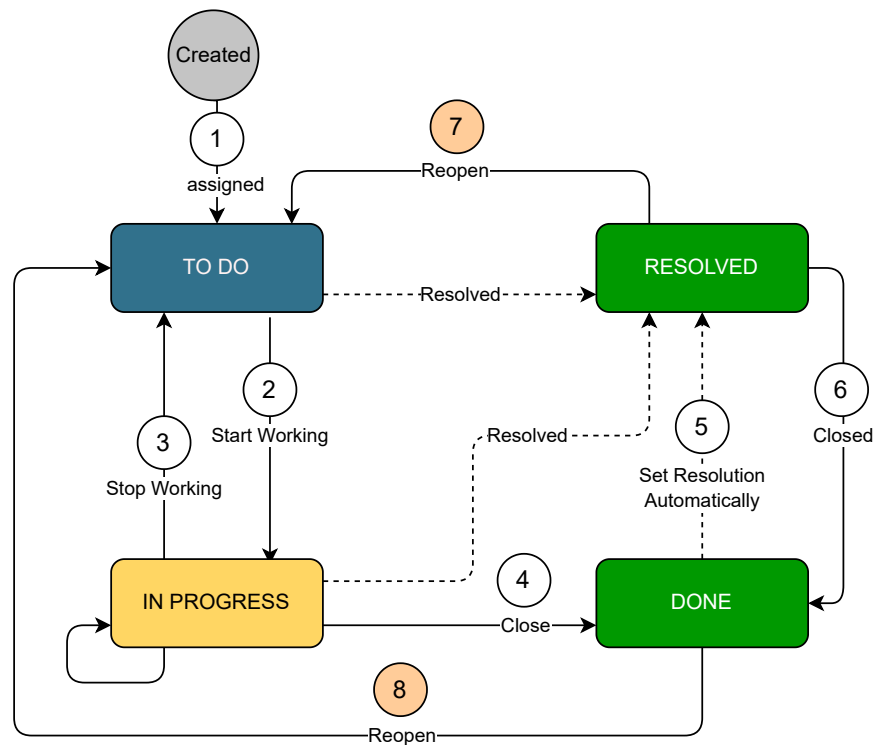 Created
1
assigned
7
Reopen
TO DO
RESOLVED
Resolved
2
Start Working
3
Stop Working
6
Closed
5
Set Resolution
Automatically
Resolved
4
Close
IN PROGRESS
DONE
8
Reopen